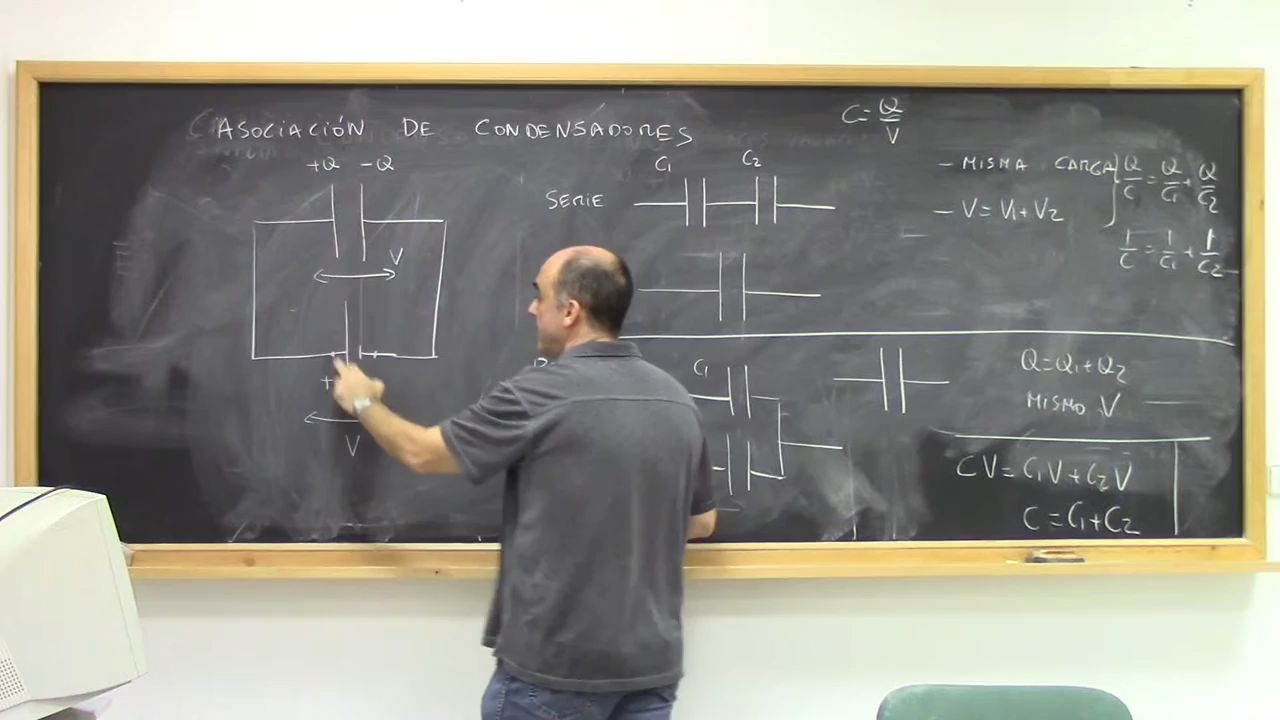 ASOCIACIÓN DE CONDENSADORES
+Q -Q
V
+
V
C = Q/V
SERIE
C1 C2
- MISMA CARGA
- V = V1 + V2
Q/C = Q/C1 + Q/C2
1/C = 1/C1 + 1/C2
C1
Q = Q1 + Q2
MISMO V
CV = C1V + C2V
C = C1 + C2